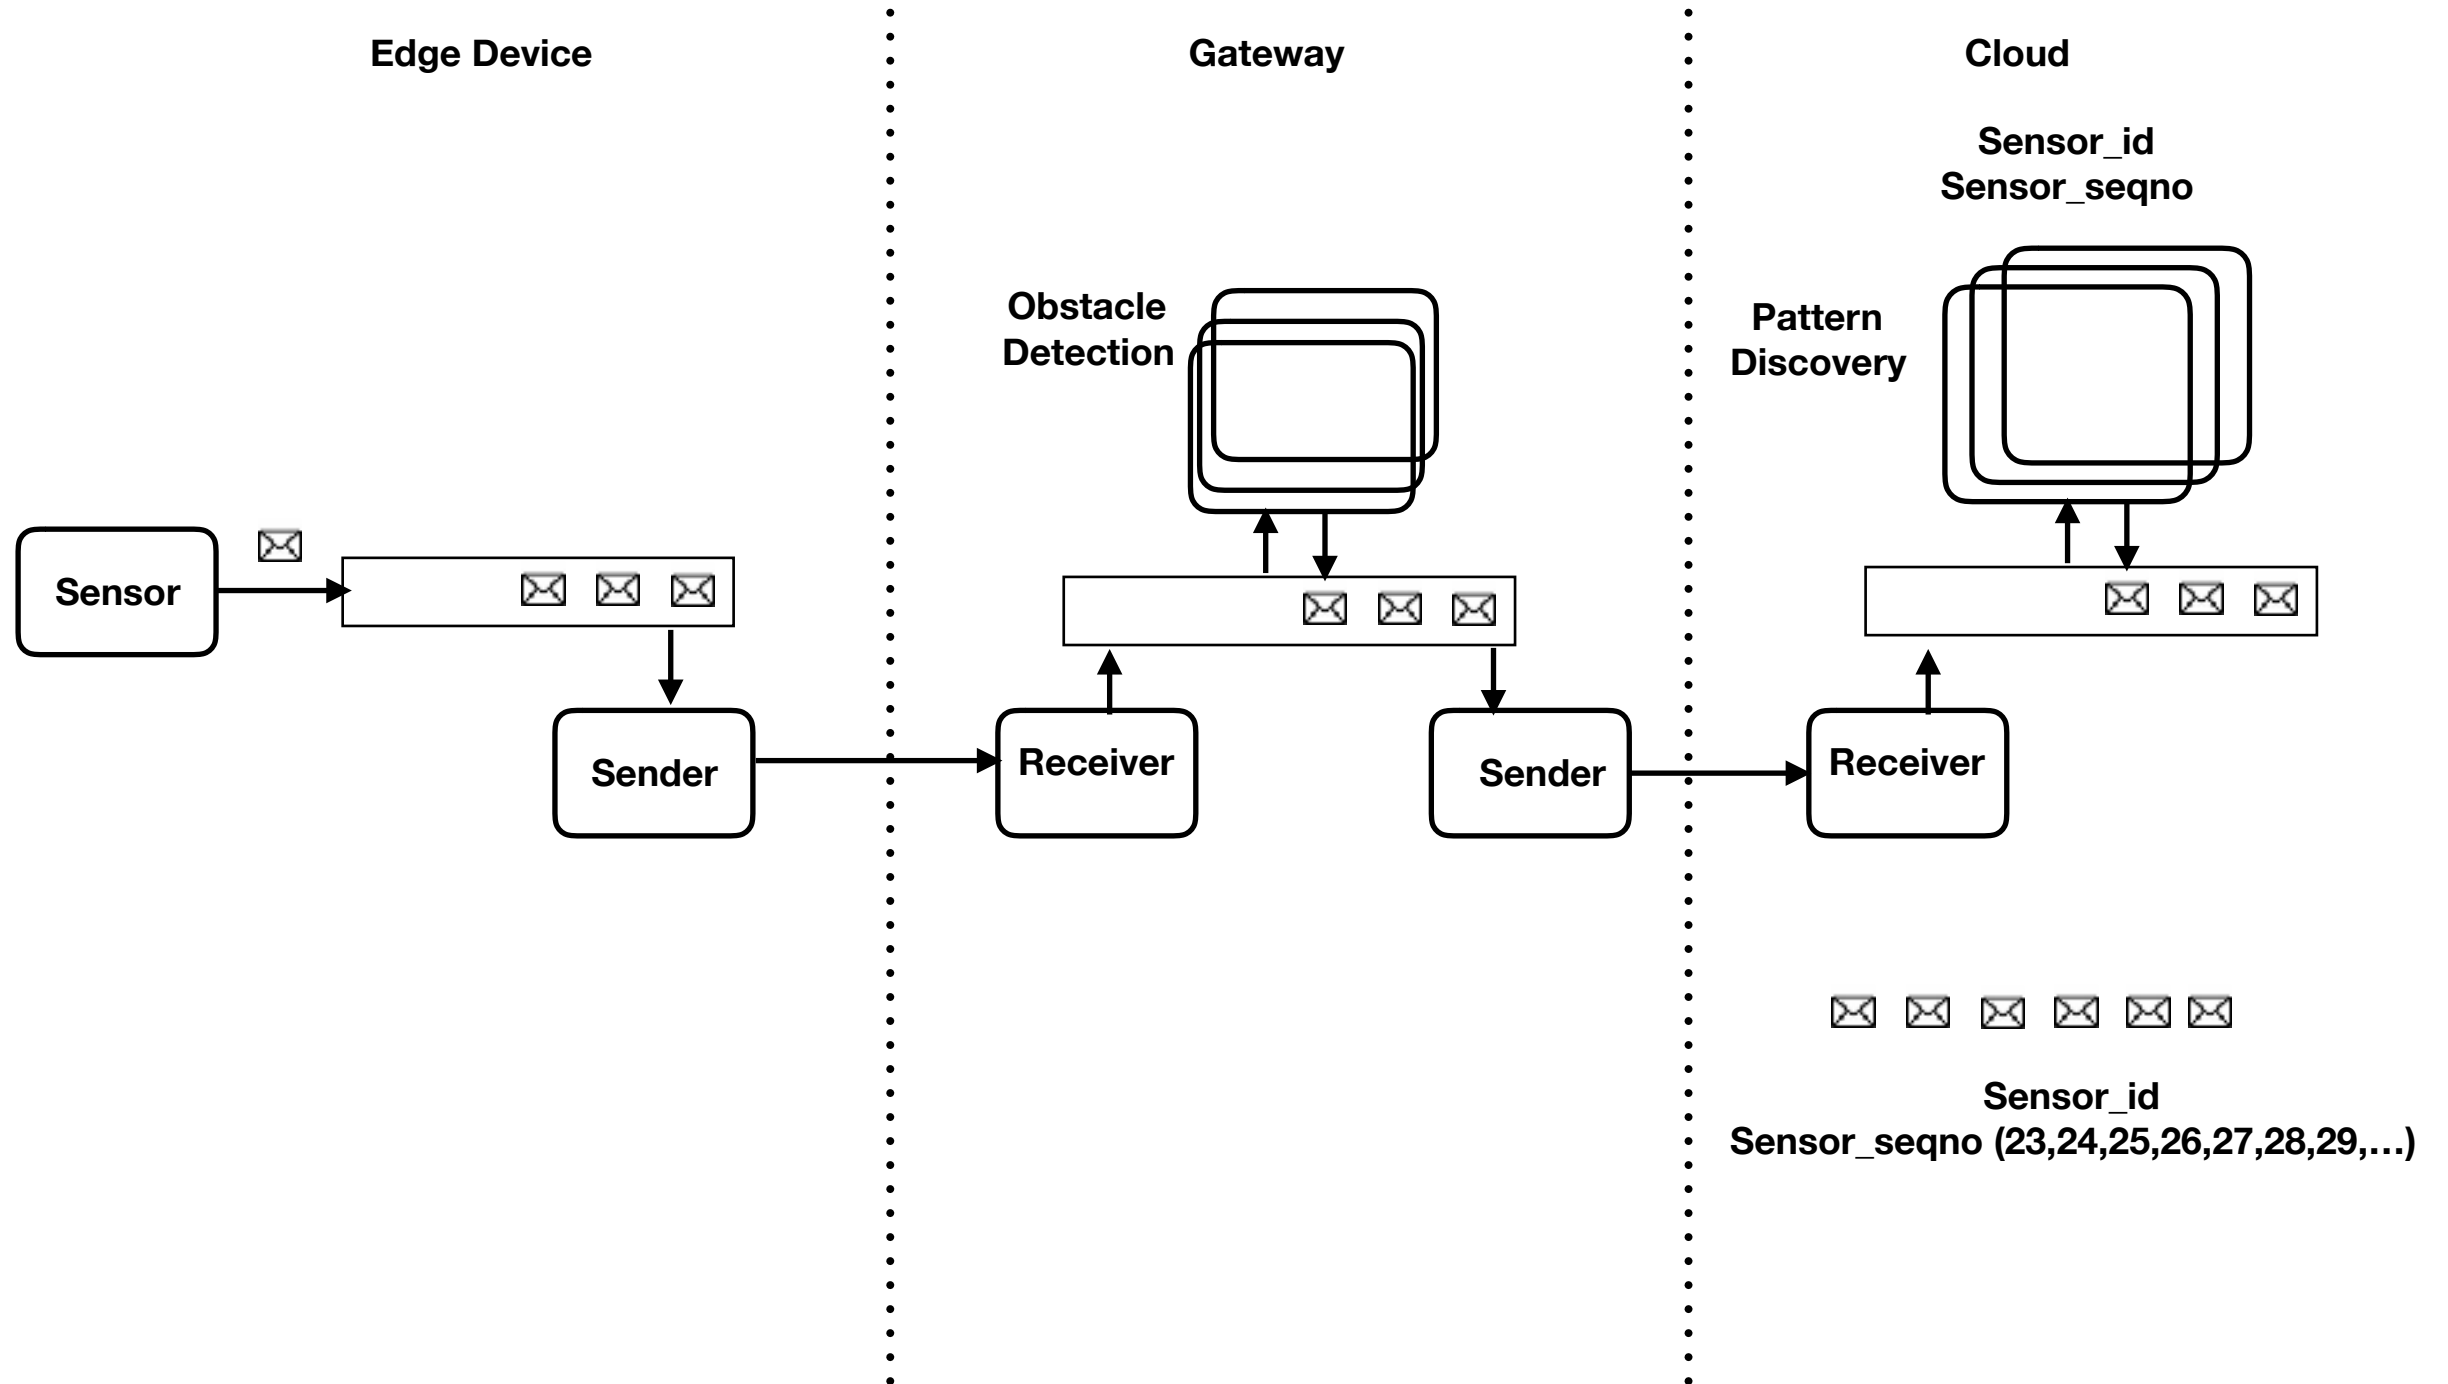 Edge Device
Gateway
Cloud
Sensor_id
Sensor_seqno
Obstacle
Detection
Pattern
Discovery
Sensor
Sender
Receiver
Sender
Receiver
Sensor_id
Sensor_seqno (23,24,25,26,27,28,29,…)